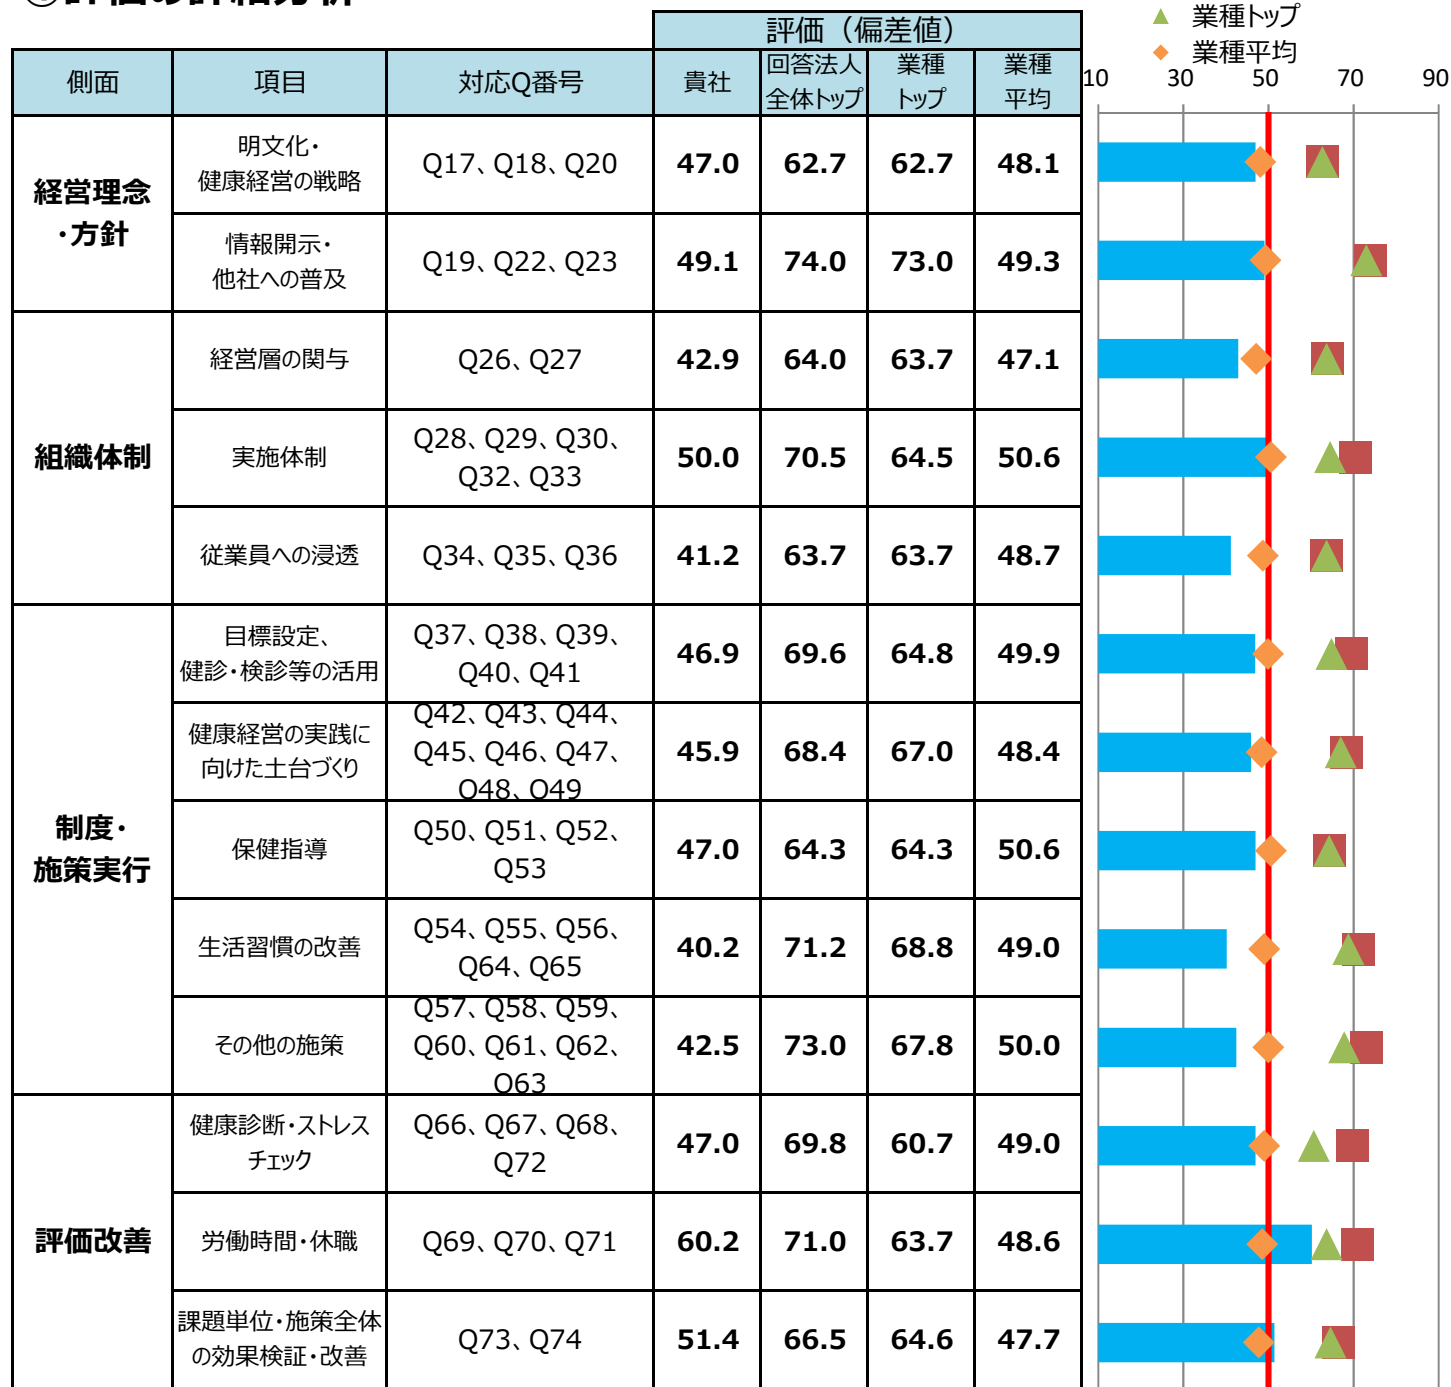 ①評価の詳細分析
▲ 業種トップ
◆ 業種平均
評価（偏差値）
側面 項目 対応Q番号 貴社 回答法人 業種 業種
全体トップ トップ 平均
10 30 50 70 90
経営理念
・方針
明文化・
健康経営の戦略
Q17、Q18、Q20 47.0 62.7 62.7 48.1
情報開示・
他社への普及
Q19、Q22、Q23 49.1 74.0 73.0 49.3
組織体制
経営層の関与 Q26、Q27 42.9 64.0 63.7 47.1
実施体制
Q28、Q29、Q30、
Q32、Q33
50.0 70.5 64.5 50.6
従業員への浸透 Q34、Q35、Q36 41.2 63.7 63.7 48.7
制度・
施策実行
目標設定、
健診・検診等の活用
Q37、Q38、Q39、
Q40、Q41
46.9 69.6 64.8 49.9
健康経営の実践に
向けた土台づくり
Q42、Q43、Q44、
Q45、Q46、Q47、
Q48、Q49
45.9 68.4 67.0 48.4
保健指導
Q50、Q51、Q52、
Q53
47.0 64.3 64.3 50.6
生活習慣の改善
Q54、Q55、Q56、
Q64、Q65
40.2 71.2 68.8 49.0
その他の施策
Q57、Q58、Q59、
Q60、Q61、Q62、
Q63
42.5 73.0 67.8 50.0
評価改善
健康診断・ストレス
チェック
Q66、Q67、Q68、
Q72
47.0 69.8 60.7 49.0
労働時間・休職 Q69、Q70、Q71 60.2 71.0 63.7 48.6
課題単位・施策全体
の効果検証・改善
Q73、Q74 51.4 66.5 64.6 47.7